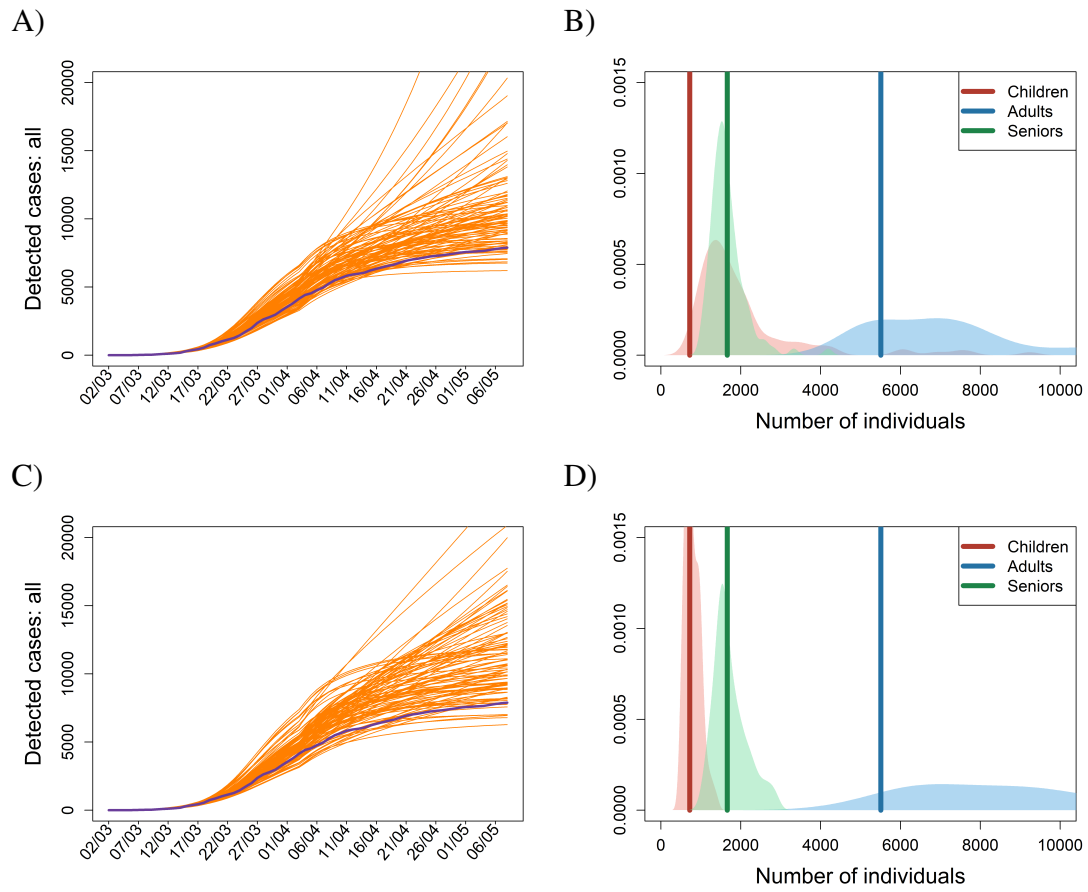 A)
Detected cases: all
20000
15000
10000
5000
0
02/03 07/03 12/03 17/03 22/03 27/03 01/04 06/04 11/04 16/04 21/04 26/04 01/05 06/05
B)
0.0015
0.0010
0.0005
0.0000
Children
Adults
Seniors
0 2000 4000 6000 8000 10000
Number of individuals
C)
Detected cases: all
20000
15000
10000
5000
0
02/03 07/03 12/03 17/03 22/03 27/03 01/04 06/04 11/04 16/04 21/04 26/04 01/05 06/05
D)
0.0015
0.0010
0.0005
0.0000
Children
Adults
Seniors
0 2000 4000 6000 8000 10000
Number of individuals